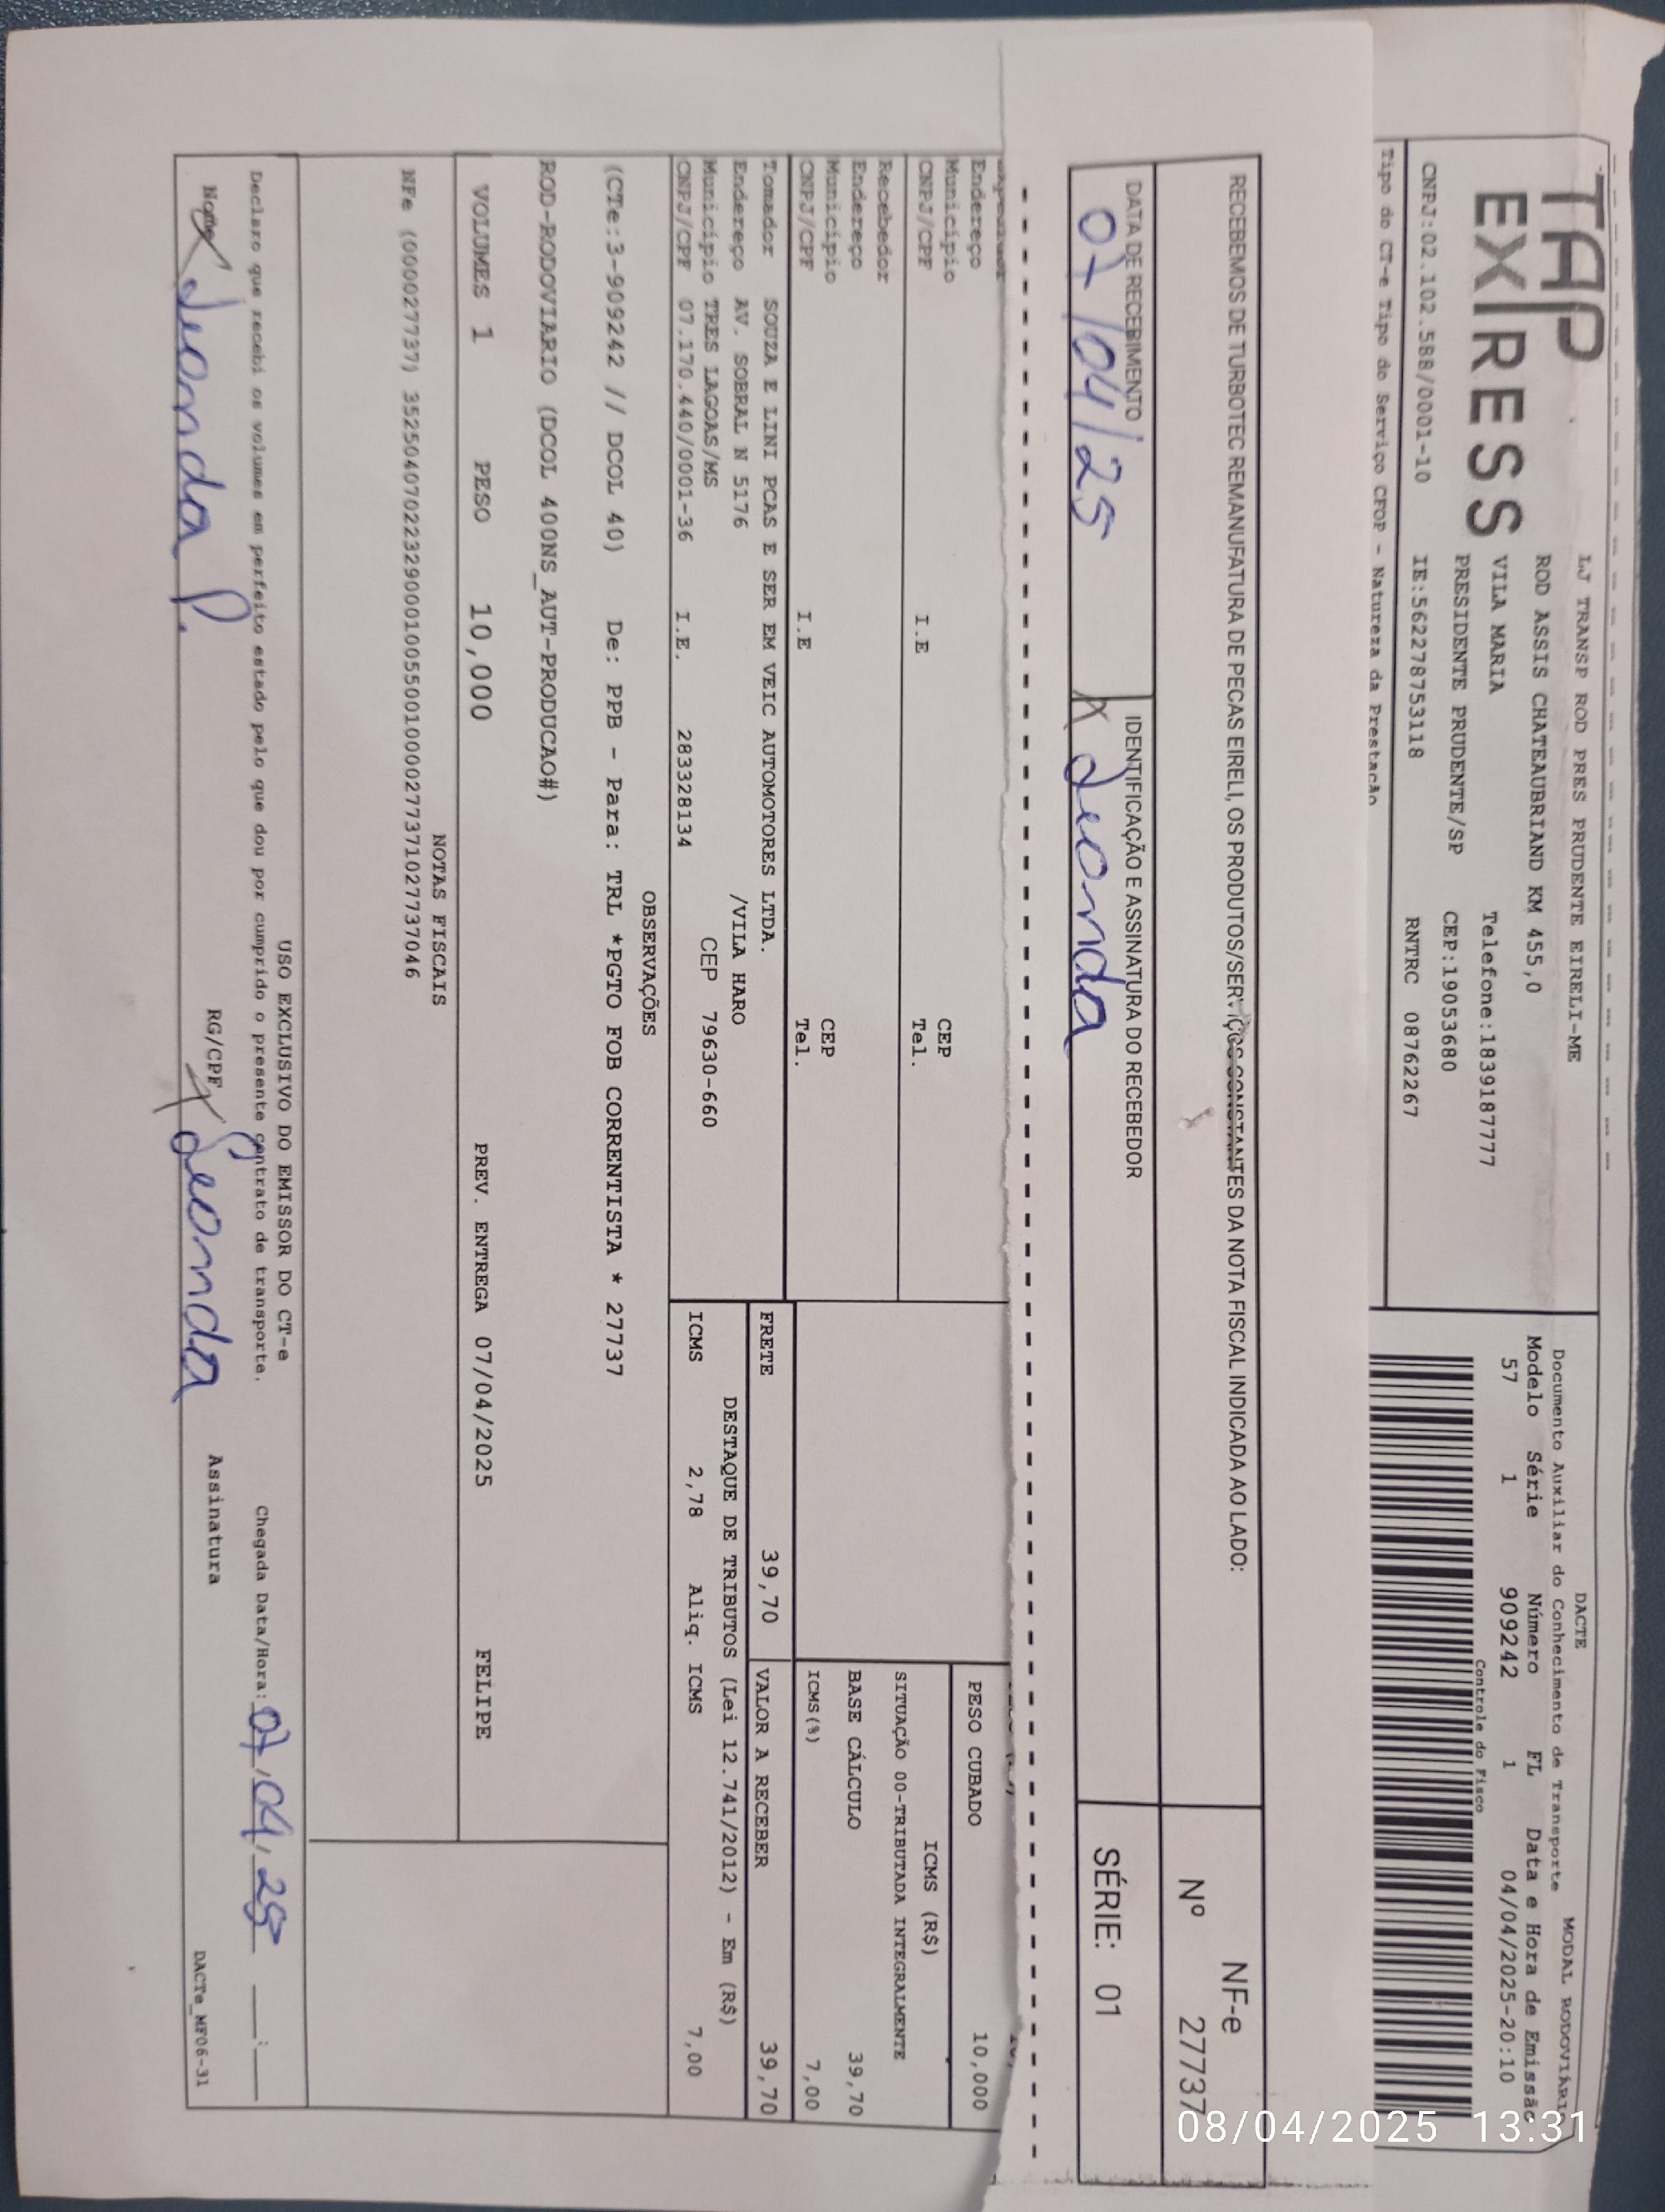 TAP
EXPRESS
LJ TRANSP ROD PRES PRUDENTE EIRELI-ME
ROD ASSIS CHATEAUBRIAND KM 455,0
VILA MARIA Telefone:1839187777
PRESIDENTE PRUDENTE/SP CEP:19053680
CNPJ:02.102.588/0001-10 IE:562278753118 RNTRC 08762267
Tipo do CT-e Tipo do Serviço CFOP - Natureza da Prestação
DACTE MODAL RODOVIÁRIO
Documento Auxiliar do Conhecimento de Transporte
Modelo Série Número FL Data e Hora de Emissão
57 1 909242 1 04/04/2025-20:10
Controle do Fisco
RECEBEMOS DE TURBOTEC REMANUFATURA DE PECAS EIRELI, OS PRODUTOS/SERVIÇOS CONSTANTES DA NOTA FISCAL INDICADA AO LADO:
NF-e
Nº 27737
SÉRIE: 01
DATA DE RECEBIMENTO IDENTIFICAÇÃO E ASSINATURA DO RECEBEDOR
07/04/25 X Leonda
Endereço
Município CEP
CNPJ/CPF I.E Tel.
Recebedor
Endereço
Município CEP
CNPJ/CPF I.E Tel.
PESO CUBADO 10,000
ICMS (R$)
SITUAÇÃO 00-TRIBUTADA INTEGRALMENTE
BASE CÁLCULO 39,70
ICMS(%) 7,00
Tomador SOUZA E LINI PCAS E SER EM VEIC AUTOMOTORES LTDA.
Endereço AV. SOBRAL N 5176 /VILA HARO
Município TRES LAGOAS/MS CEP 79630-660
CNPJ/CPF 07.170.440/0001-36 I.E. 283328134
FRETE 39,70 VALOR A RECEBER 39,70
DESTAQUE DE TRIBUTOS (Lei 12.741/2012) - Em (R$)
ICMS 2,78 Aliq. ICMS 7,00
OBSERVAÇÕES
(CTe:3-909242 // DCOL 40) De: PPB - Para: TRL *PGTO FOB CORRENTISTA * 27737
ROD-RODOVIARIO (DCOL 400NS_AUT-PRODUCAO#)
VOLUMES 1 PESO 10,000 PREV. ENTREGA 07/04/2025 FELIPE
NOTAS FISCAIS
NFe (000027737) 35250407022329000100550010000277371027737046
USO EXCLUSIVO DO EMISSOR DO CT-e
Declaro que recebi os volumes em perfeito estado pelo que dou por cumprido o presente contrato de transporte. Chegada Data/Hora: 07/04/25 __:__
Nome X Leonda P. RG/CPF X Leonda Assinatura
DACTe_MF06-31
08/04/2025 13:31